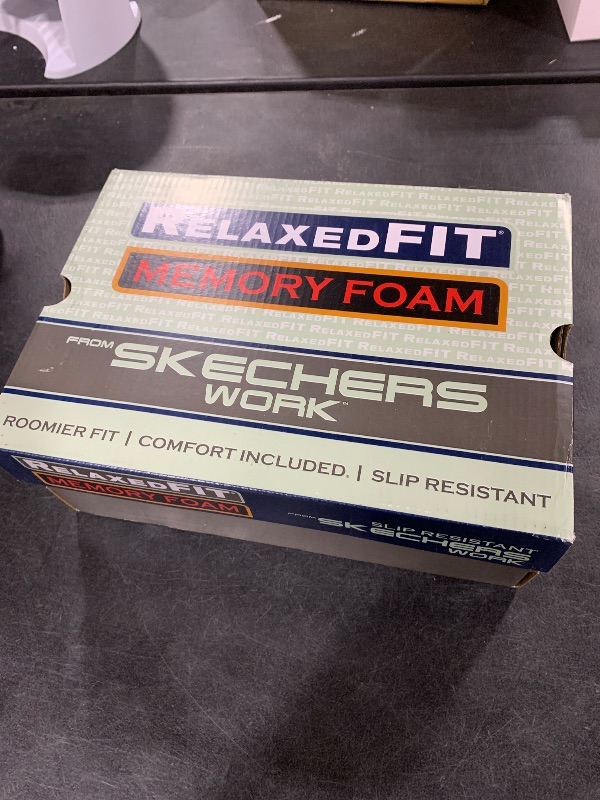 RELAXEDFIT®
MEMORY FOAM
FROM SKECHERS
WORK™
ROOMIER FIT | COMFORT INCLUDED. | SLIP RESISTANT
RELAXEDFIT
MEMORY FOAM
SLIP RESISTANT
FROM SKECHERS
WORK